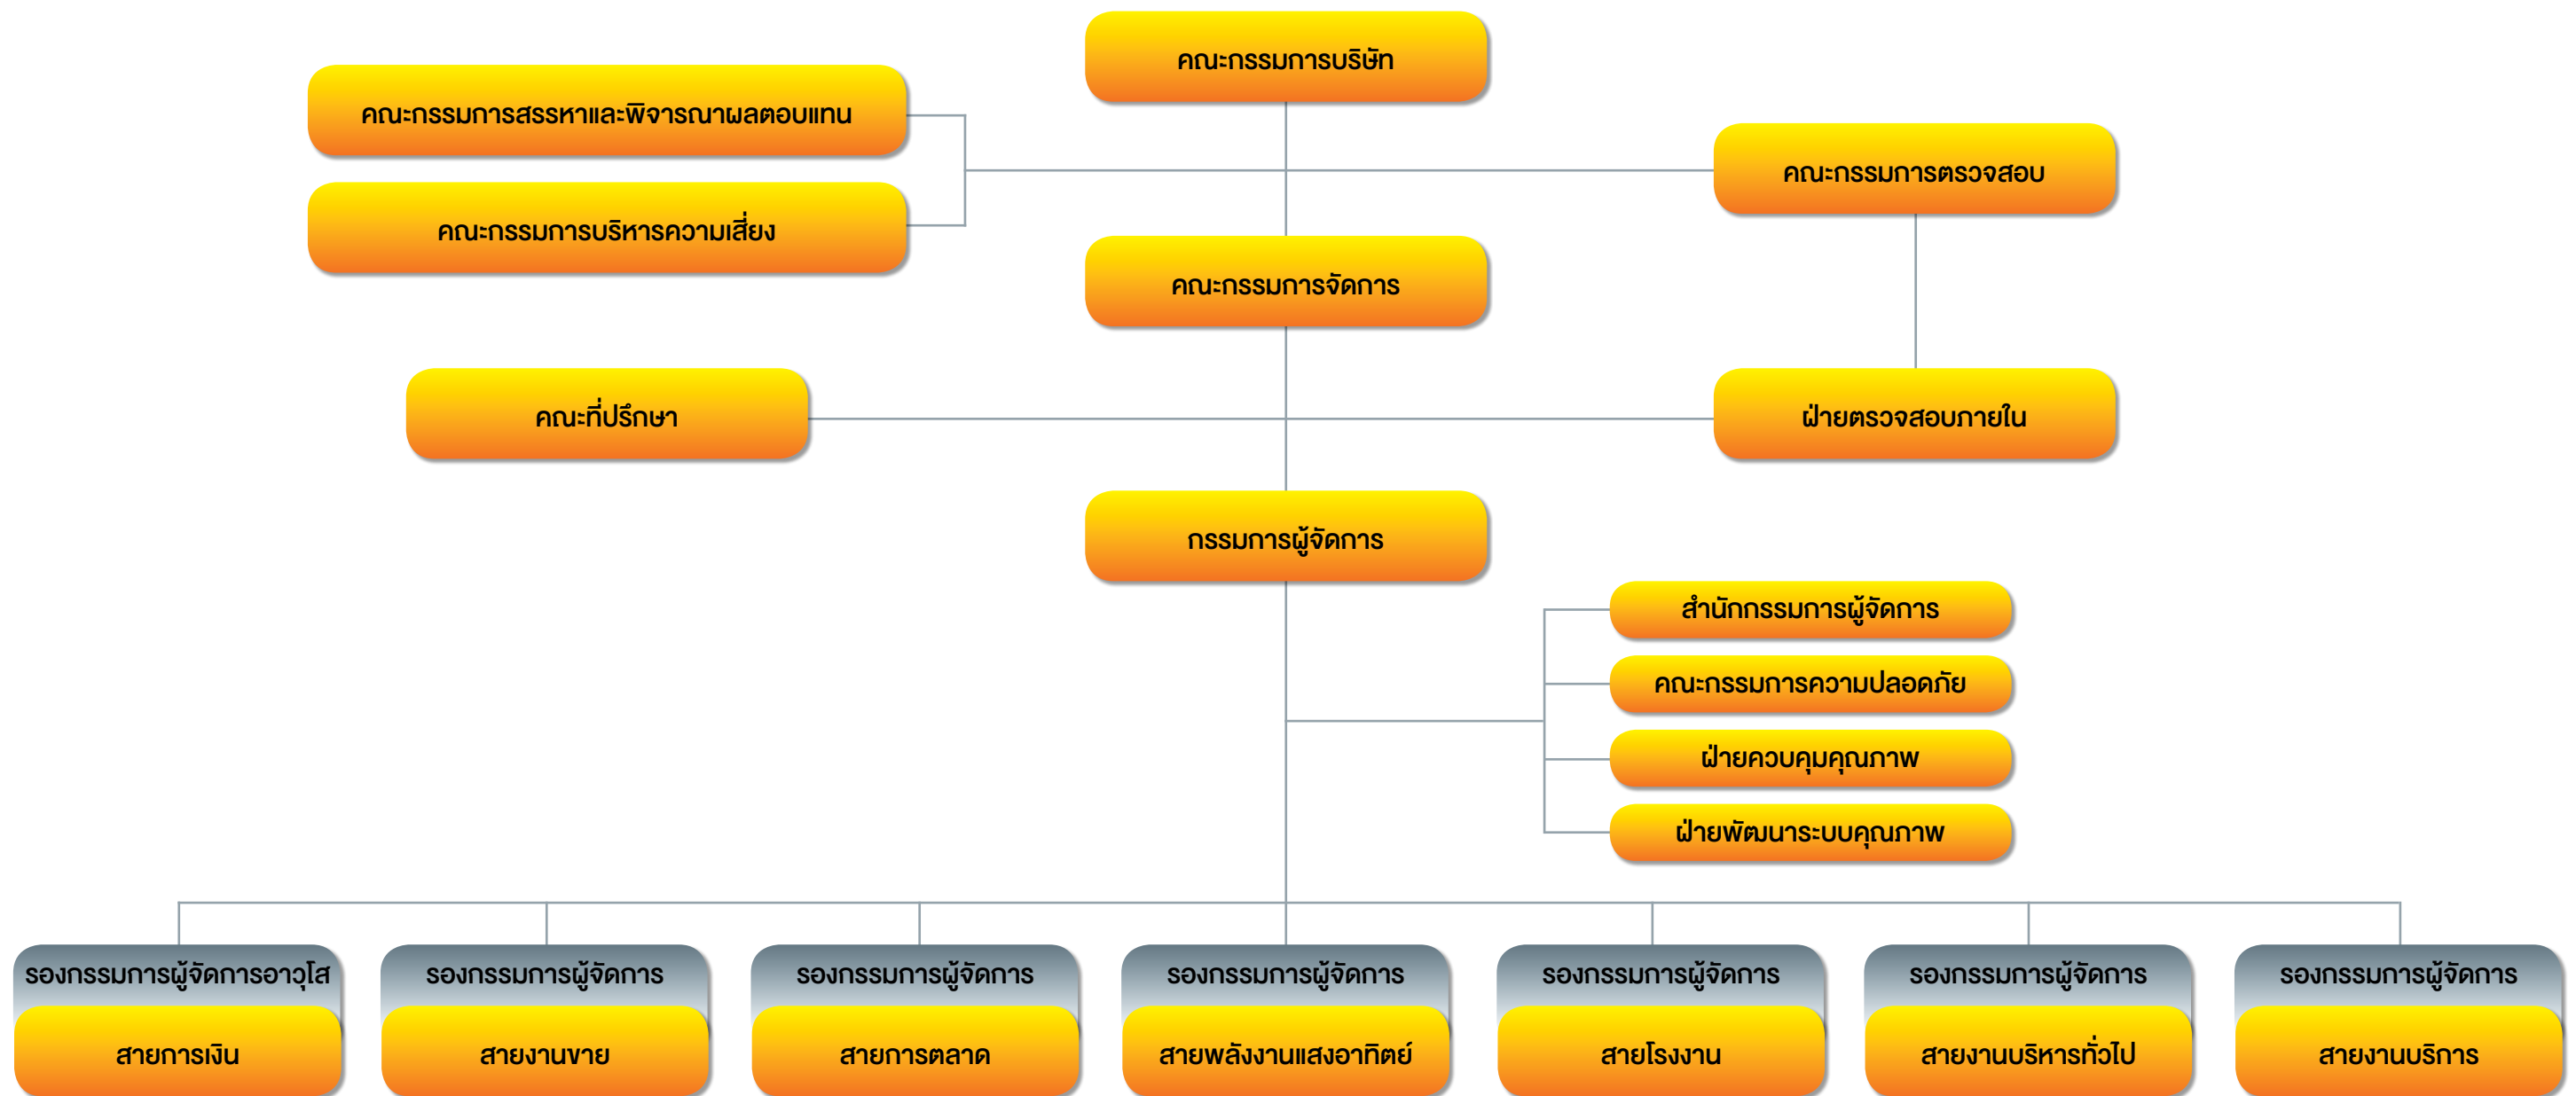 คณะกรรมการบริษัท
คณะกรรมการสรรหาและพิจารณาผลตอบแทน
คณะกรรมการตรวจสอบ
คณะกรรมการบริหารความเสี่ยง
คณะกรรมการจัดการ
คณะที่ปรึกษา
ฝ่ายตรวจสอบภายใน
กรรมการผู้จัดการ
สำนักกรรมการผู้จัดการ
คณะกรรมการความปลอดภัย
ฝ่ายควบคุมคุณภาพ
ฝ่ายพัฒนาระบบคุณภาพ
รองกรรมการผู้จัดการอาวุโส
สายการเงิน
รองกรรมการผู้จัดการ
สายงานขาย
รองกรรมการผู้จัดการ
สายการตลาด
รองกรรมการผู้จัดการ
สายพลังงานแสงอาทิตย์
รองกรรมการผู้จัดการ
สายโรงงาน
รองกรรมการผู้จัดการ
สายงานบริหารทั่วไป
รองกรรมการผู้จัดการ
สายงานบริการ